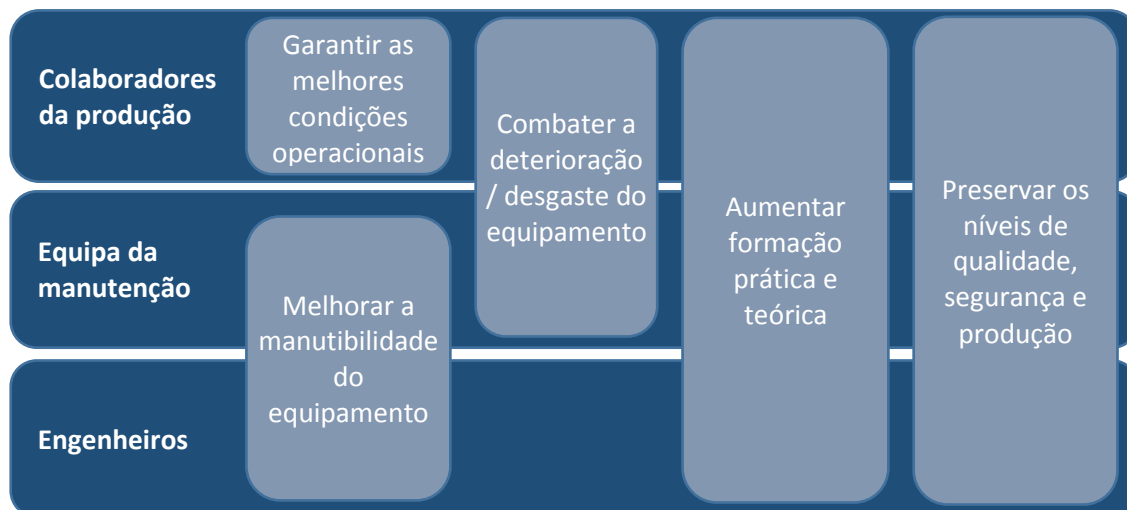 Colaboradores
da produção
Garantir as
melhores
condições
operacionais
Combater a
deterioração
/ desgaste do
equipamento
Aumentar
formação
prática e
teórica
Preservar os
níveis de
qualidade,
segurança e
produção
Equipa da
manutenção
Melhorar a
manutibilidade
do
equipamento
Engenheiros